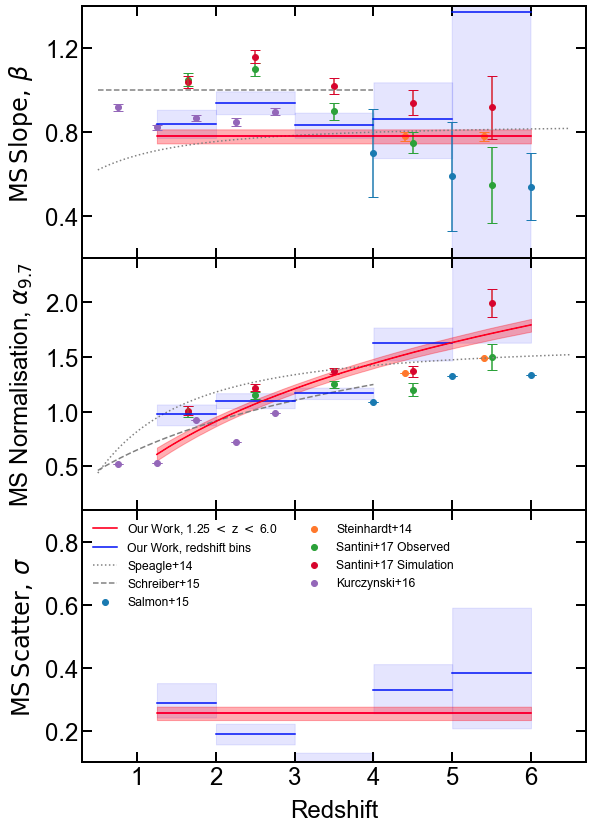 MS Slope, β
1.2
0.8
0.4
MS Normalisation, α9.7
2.0
1.5
1.0
0.5
MS Scatter, σ
0.8
0.6
0.4
0.2
Our Work, 1.25 < z < 6.0
Our Work, redshift bins
Speagle+14
Schreiber+15
Salmon+15
Steinhardt+14
Santini+17 Observed
Santini+17 Simulation
Kurczynski+16
1 2 3 4 5 6
Redshift